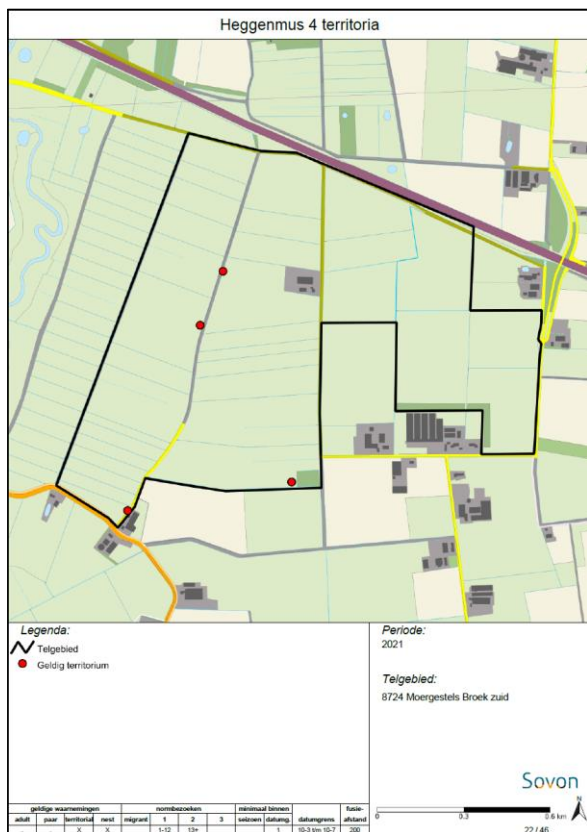 Heggenmus 4 territoria
Legenda:
Telgebied
Geldig territorium
Periode:
2021
Telgebied:
8724 Moergestels Broek zuid
Sovon
0 0.3 0.6 km
N
22 / 46
geldige waarnemingen normbezoeken minimaal binnen fusie-
adult paar territoriaal nest migrant 1 2 3 seizoen datumg. datumgrens afstand
- - X X 1-12 13+ 1 10-3 t/m 10-7 200